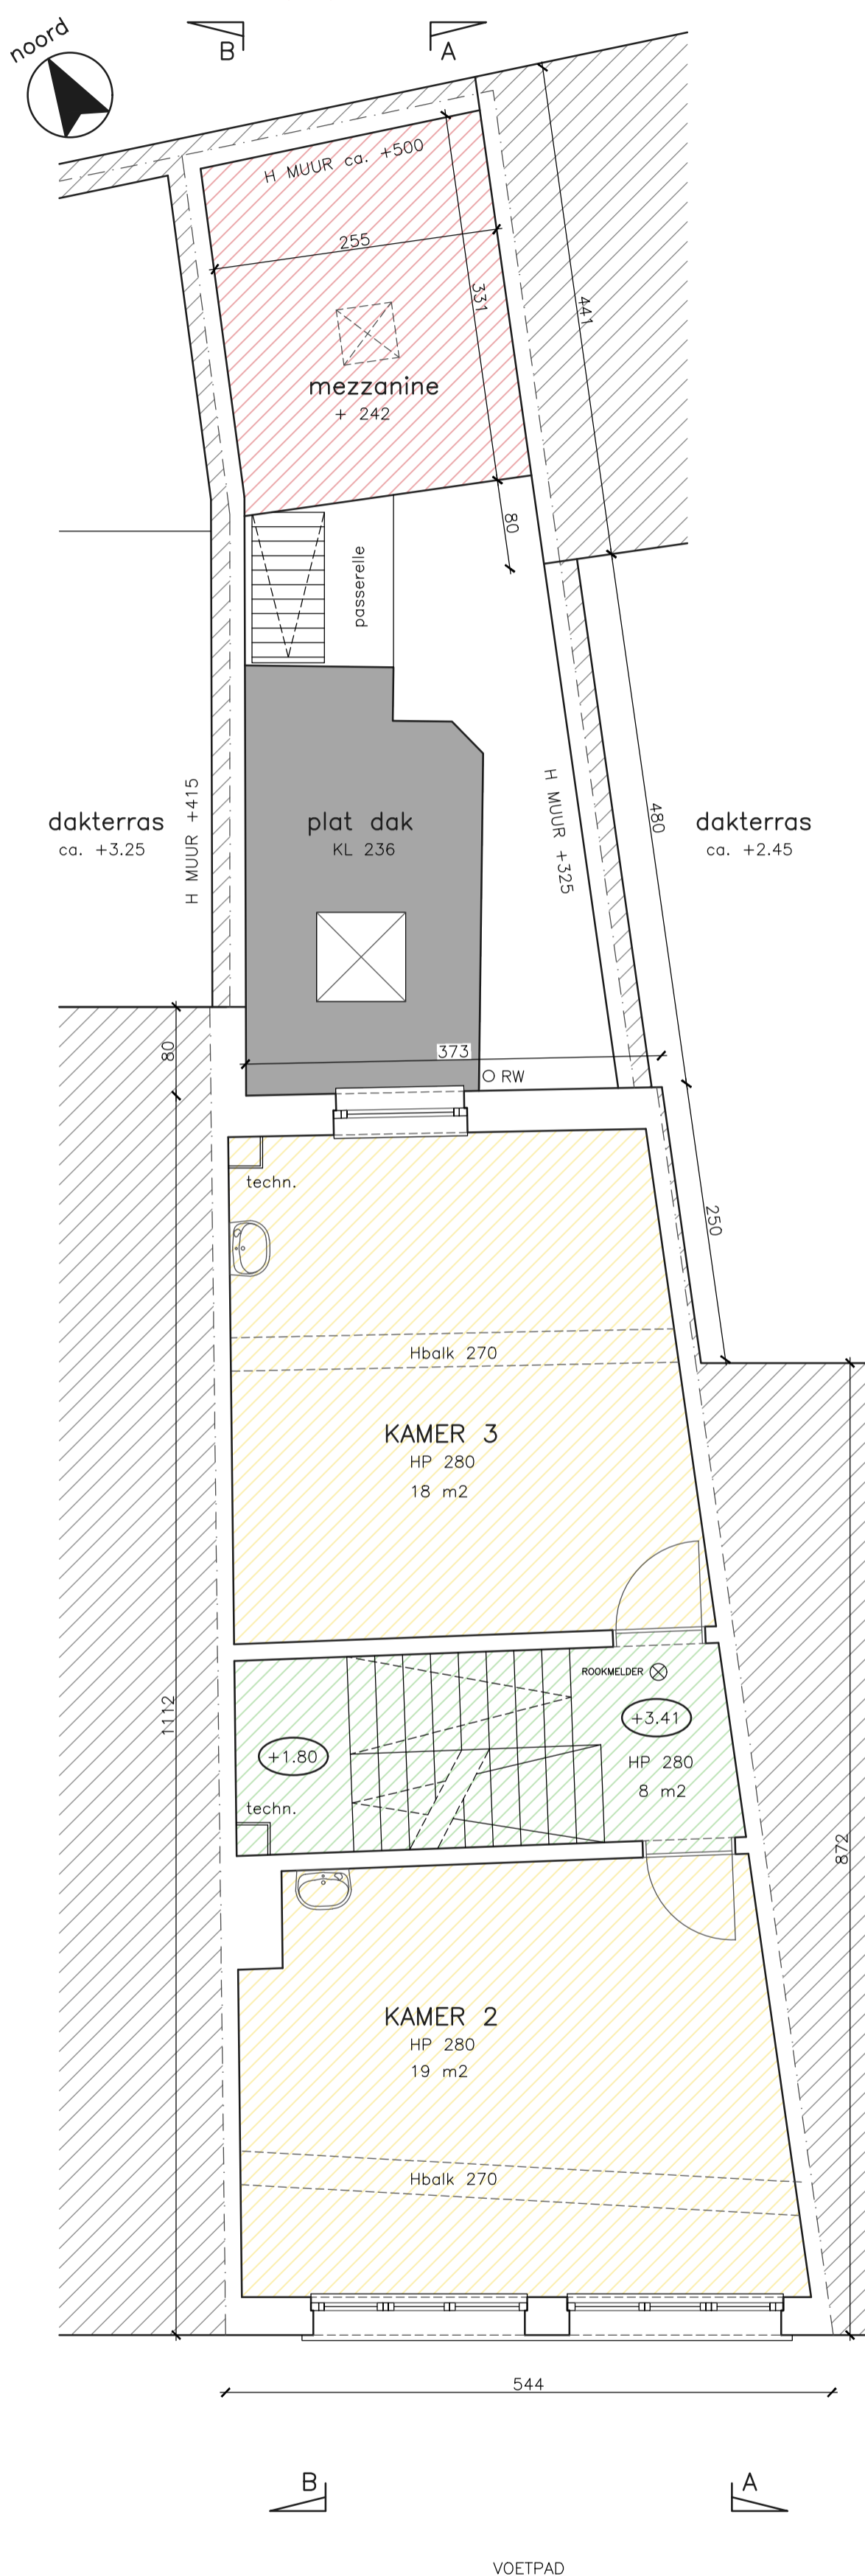 noord
B
A
H MUUR ca. +500
255
331
441
mezzanine
+ 242
80
passerelle
480
dakterras
ca. +3.25
H MUUR +415
plat dak
KL 236
H MUUR +325
dakterras
ca. +2.45
80
373
RW
techn.
250
Hbalk 270
KAMER 3
HP 280
18 m2
ROOKMELDER
1112
+3.41
+1.80
HP 280
8 m2
techn.
872
KAMER 2
HP 280
19 m2
Hbalk 270
544
B
A
VOETPAD